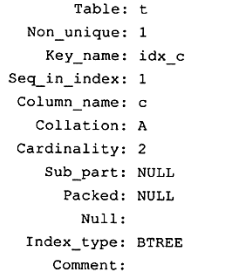 Table: t
Non_unique: 1
Key_name: idx_c
Seq_in_index: 1
Column_name: c
Collation: A
Cardinality: 2
Sub_part: NULL
Packed: NULL
Null:
Index_type: BTREE
Comment: